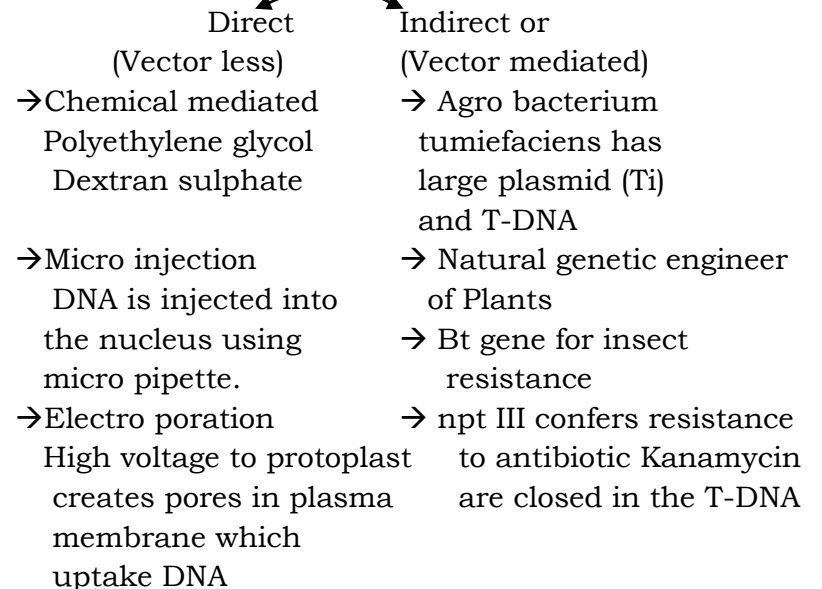 Direct
(Vector less)
→Chemical mediated
Polyethylene glycol
Dextran sulphate
→Micro injection
DNA is injected into
the nucleus using
micro pipette.
→Electro poration
High voltage to protoplast
creates pores in plasma
membrane which
uptake DNA
Indirect or
(Vector mediated)
→ Agro bacterium
tumiefaciens has
large plasmid (Ti)
and T-DNA
→ Natural genetic engineer
of Plants
→ Bt gene for insect
resistance
→ npt III confers resistance
to antibiotic Kanamycin
are closed in the T-DNA